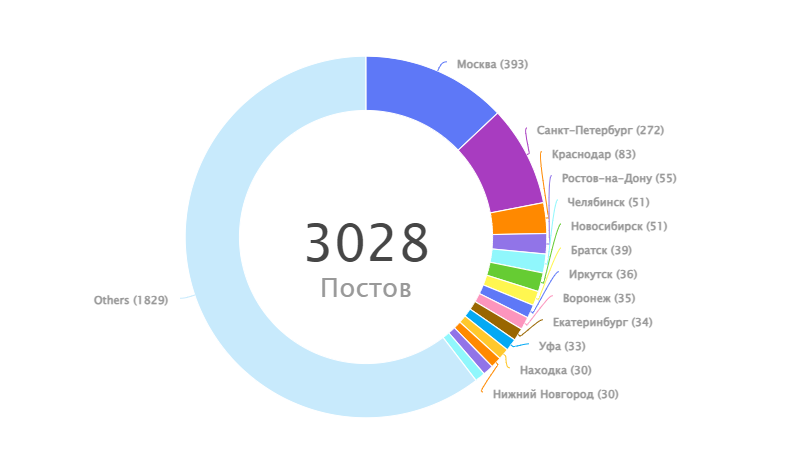 Москва (393)
Санкт-Петербург (272)
Краснодар (83)
Ростов-на-Дону (55)
Челябинск (51)
Новосибирск (51)
Братск (39)
Иркутск (36)
Воронеж (35)
Екатеринбург (34)
Уфа (33)
Находка (30)
Нижний Новгород (30)
Others (1829)
3028
Постов